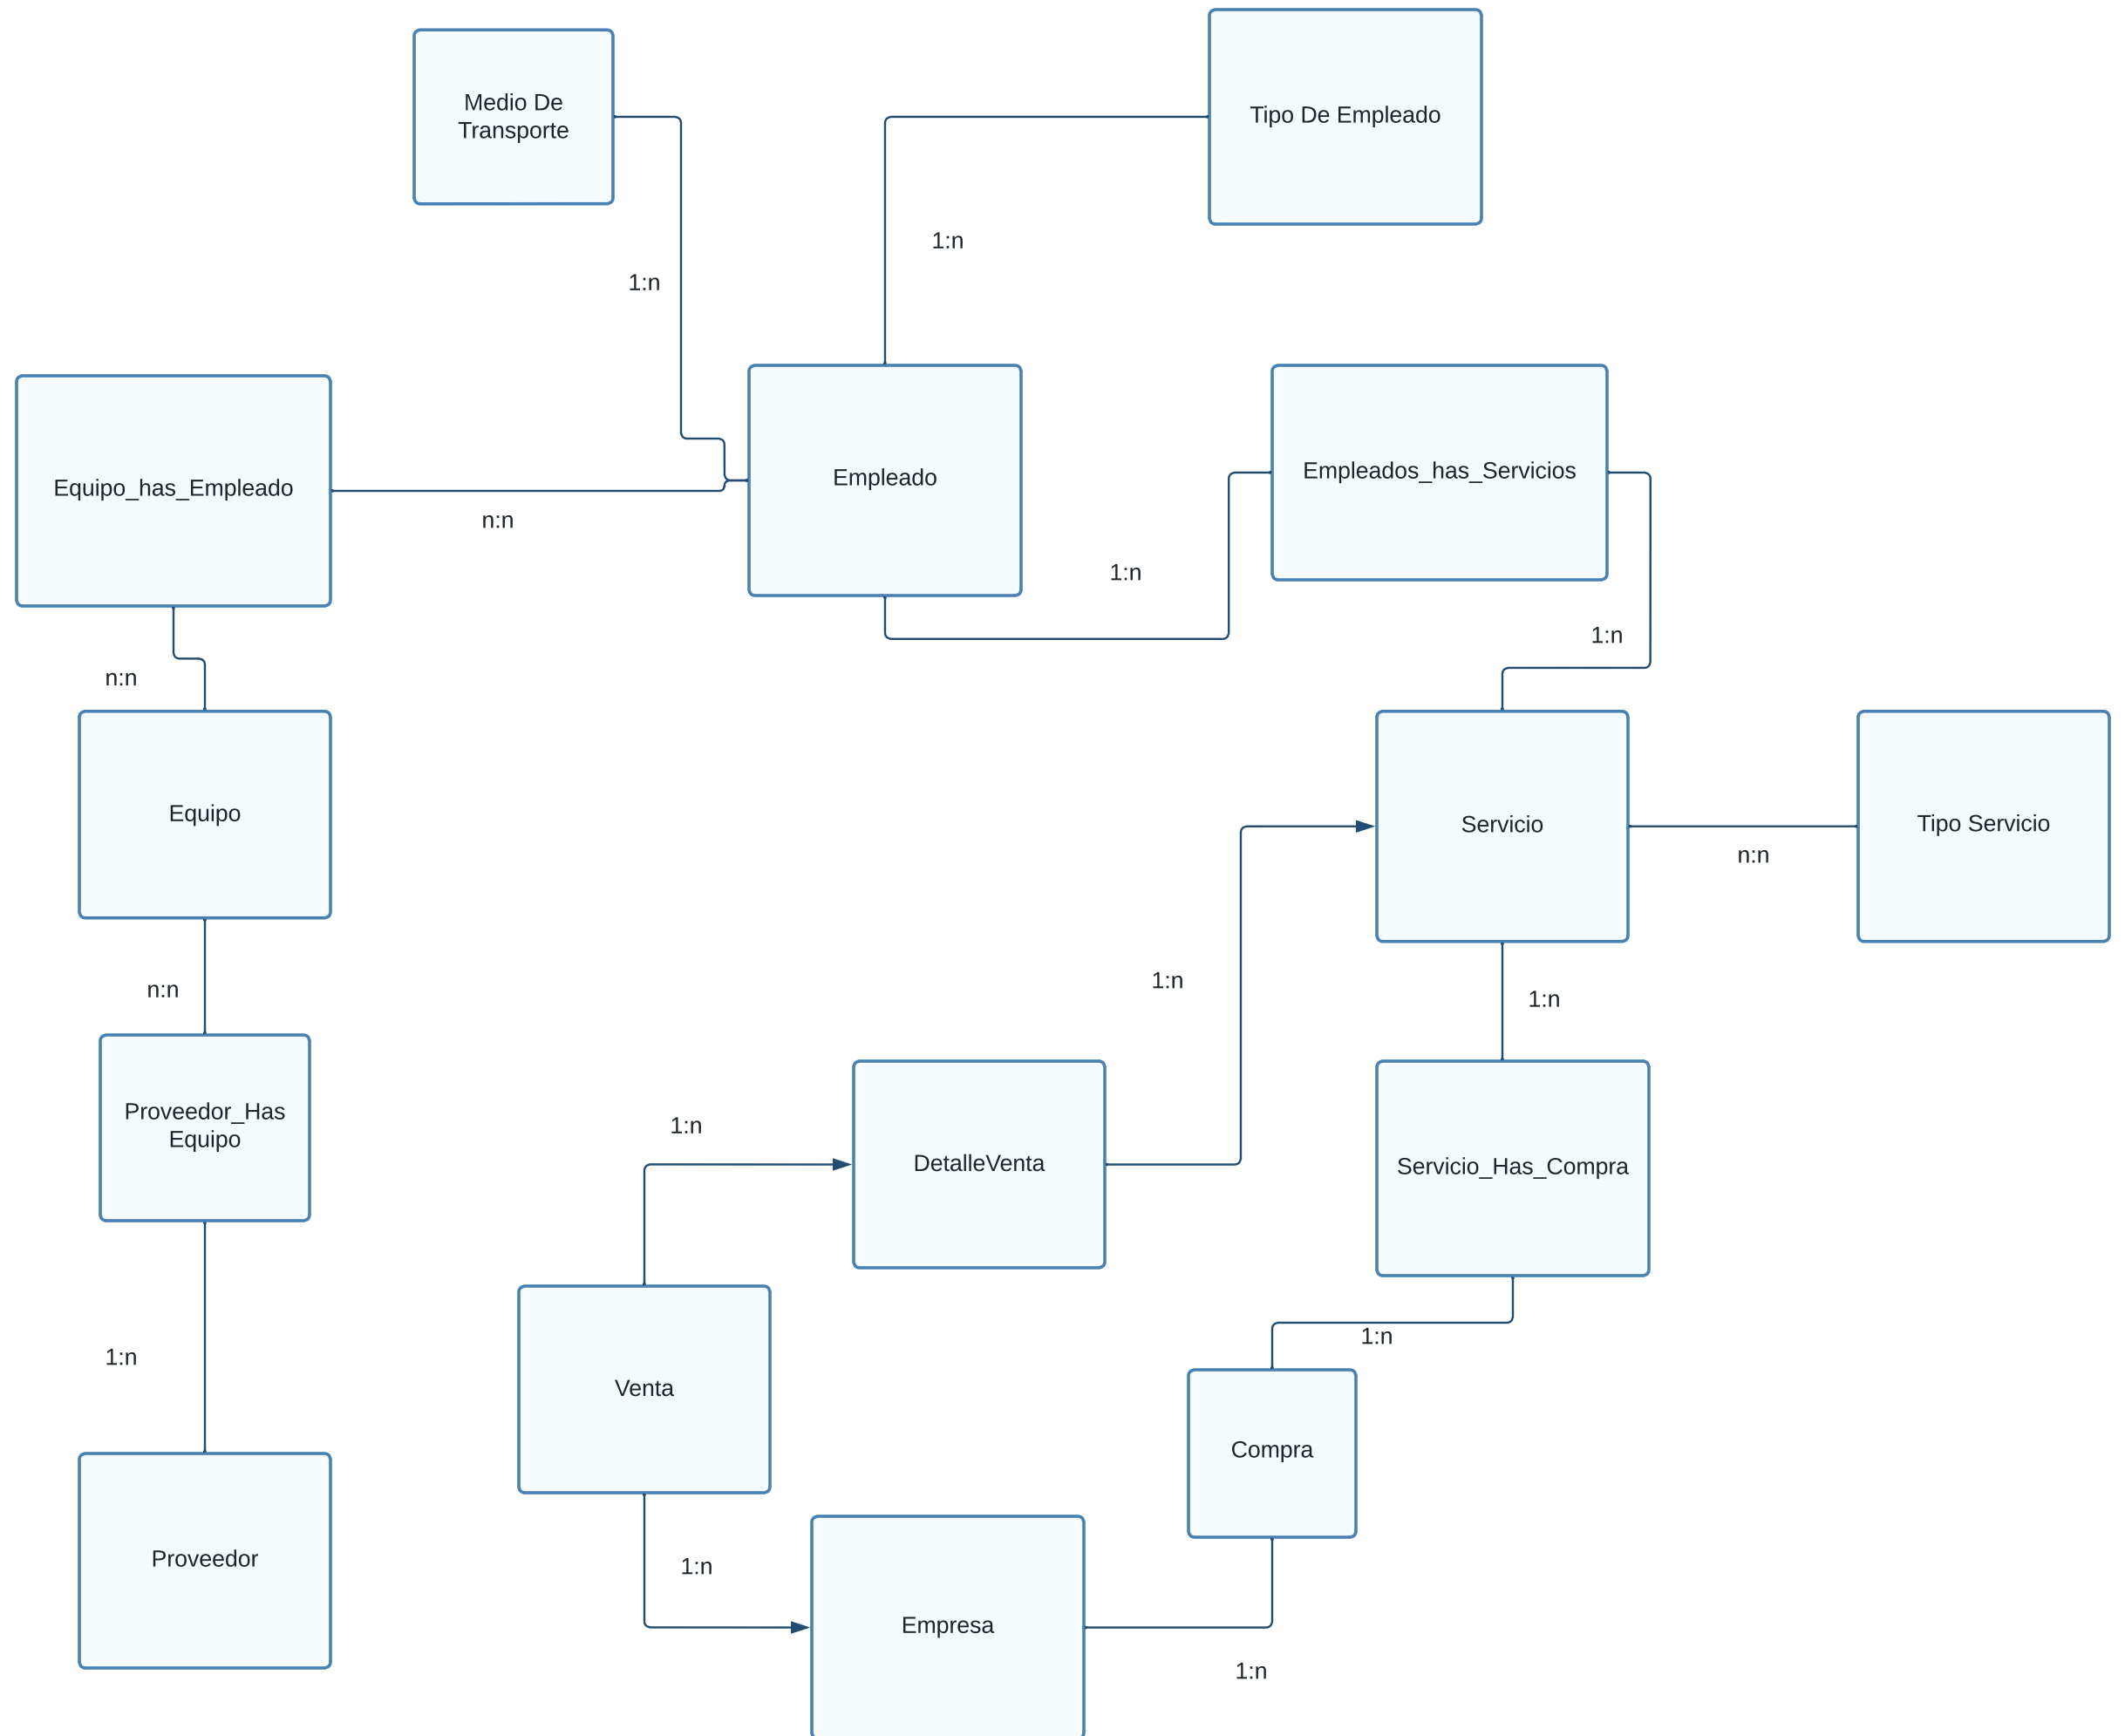 Medio De
Transporte
Tipo De Empleado
1:n
1:n
Equipo_has_Empleado
Empleado
Empleados_has_Servicios
n:n
1:n
1:n
n:n
Equipo
Servicio
Tipo Servicio
n:n
1:n
n:n
1:n
Proveedor_Has
Equipo
1:n
DetalleVenta
Servicio_Has_Compra
1:n
1:n
Venta
Compra
Proveedor
1:n
Empresa
1:n